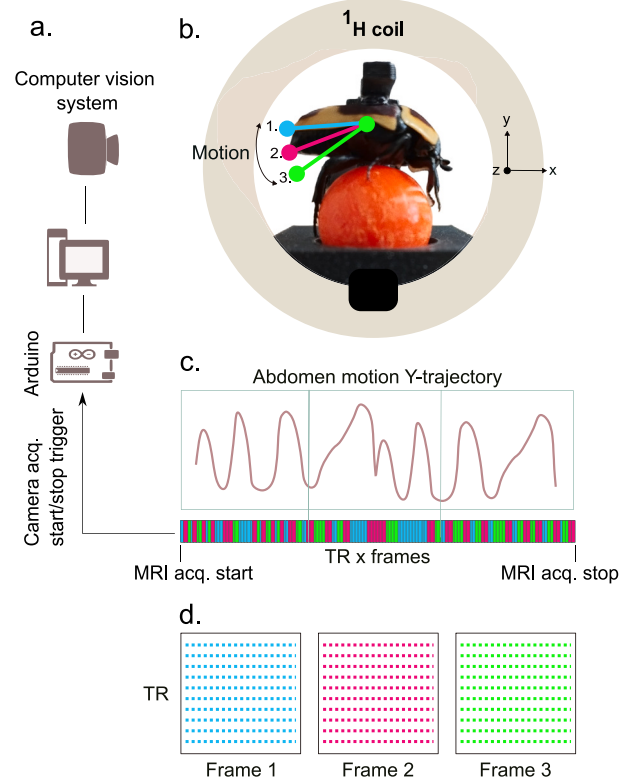 a.
Computer vision
system
Arduino
Camera acq.
start/stop trigger
b.
1H coil
1.
2.
3.
Motion
y
z
x
c.
Abdomen motion Y-trajectory
TR x frames
MRI acq. start
MRI acq. stop
d.
TR
Frame 1
Frame 2
Frame 3